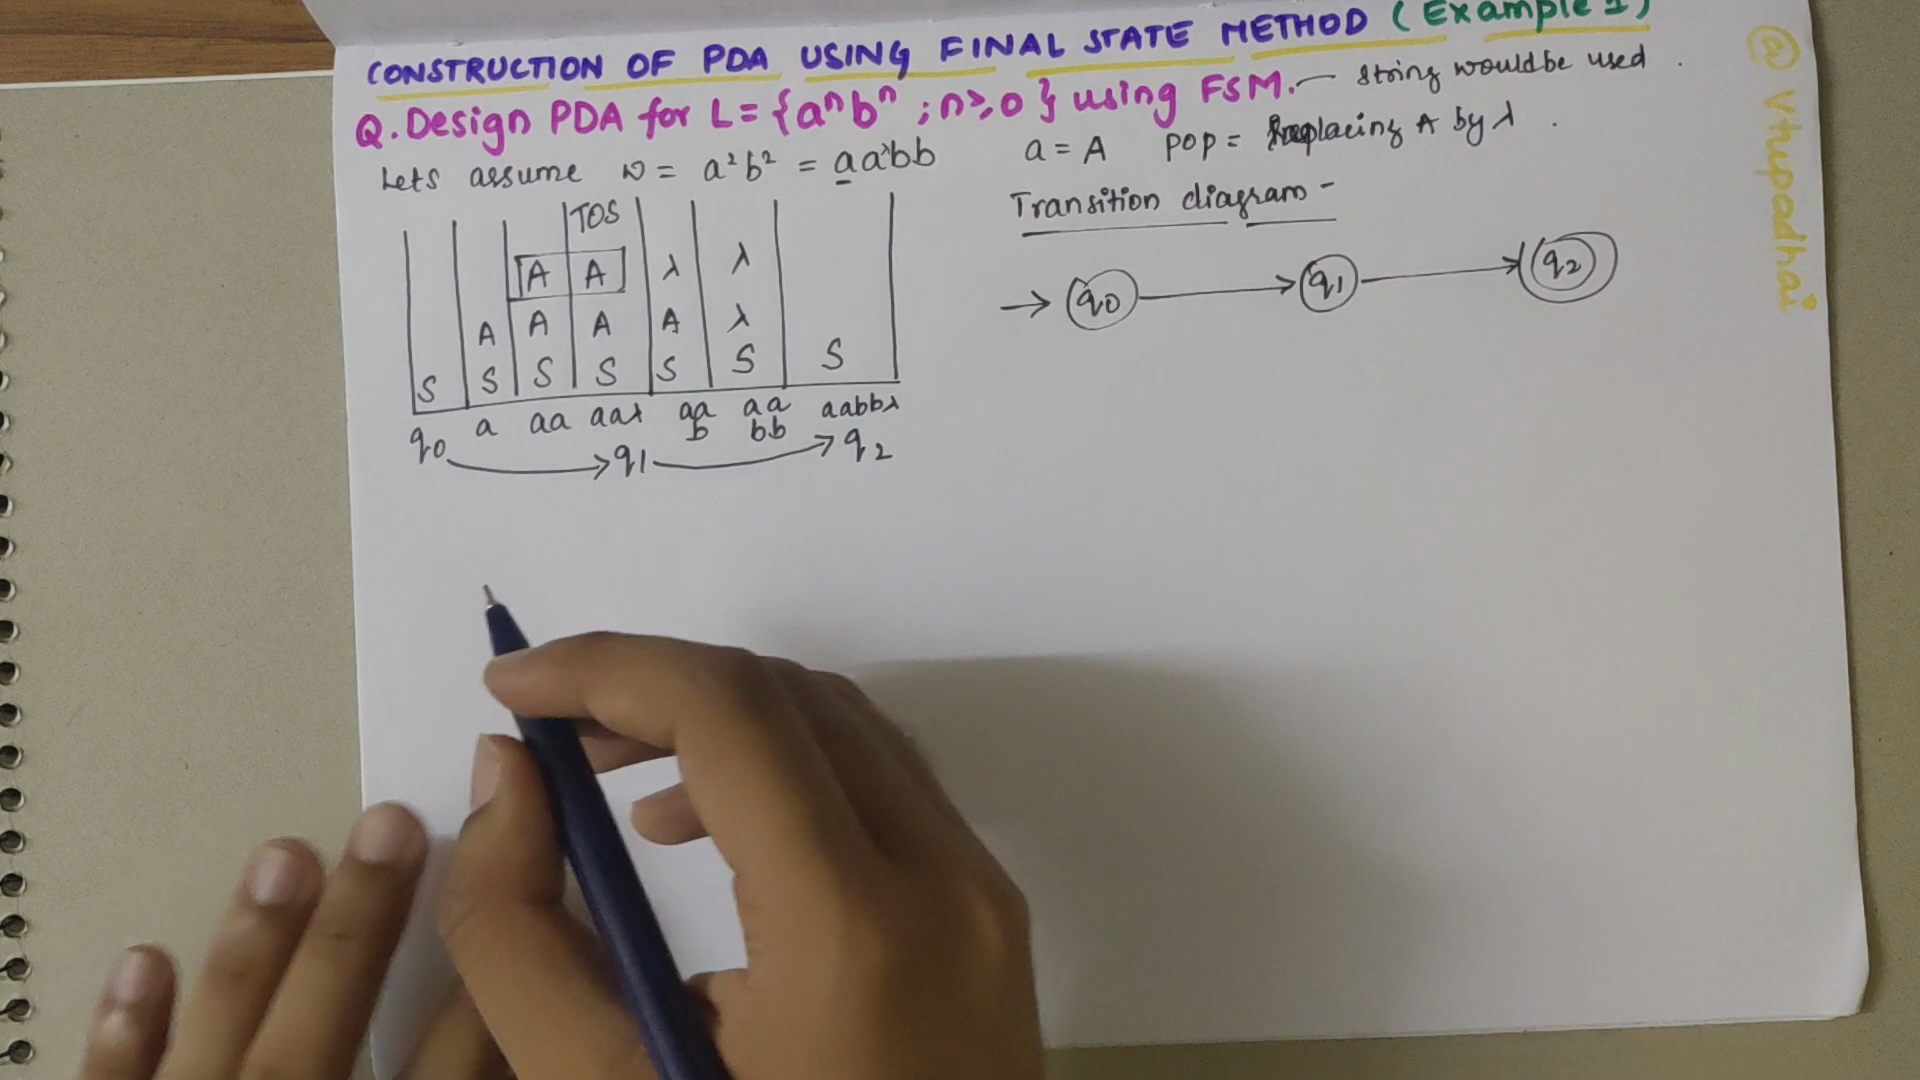 CONSTRUCTION OF PDA USING FINAL STATE METHOD (Example 1)
Q. Design PDA for L = {aⁿbⁿ ; n≥0} using FSM. — string would be used.
Lets assume w = a²b² = aaλbb
a = A pop = Replacing A by λ.
Transition diagram -
TOS
A A λ λ
A A A A λ
S S S S S S S
a aa aaλ aa aa aabbλ
b bb
q0 q1 q2
q0 q1 q2
@Vtupadhai